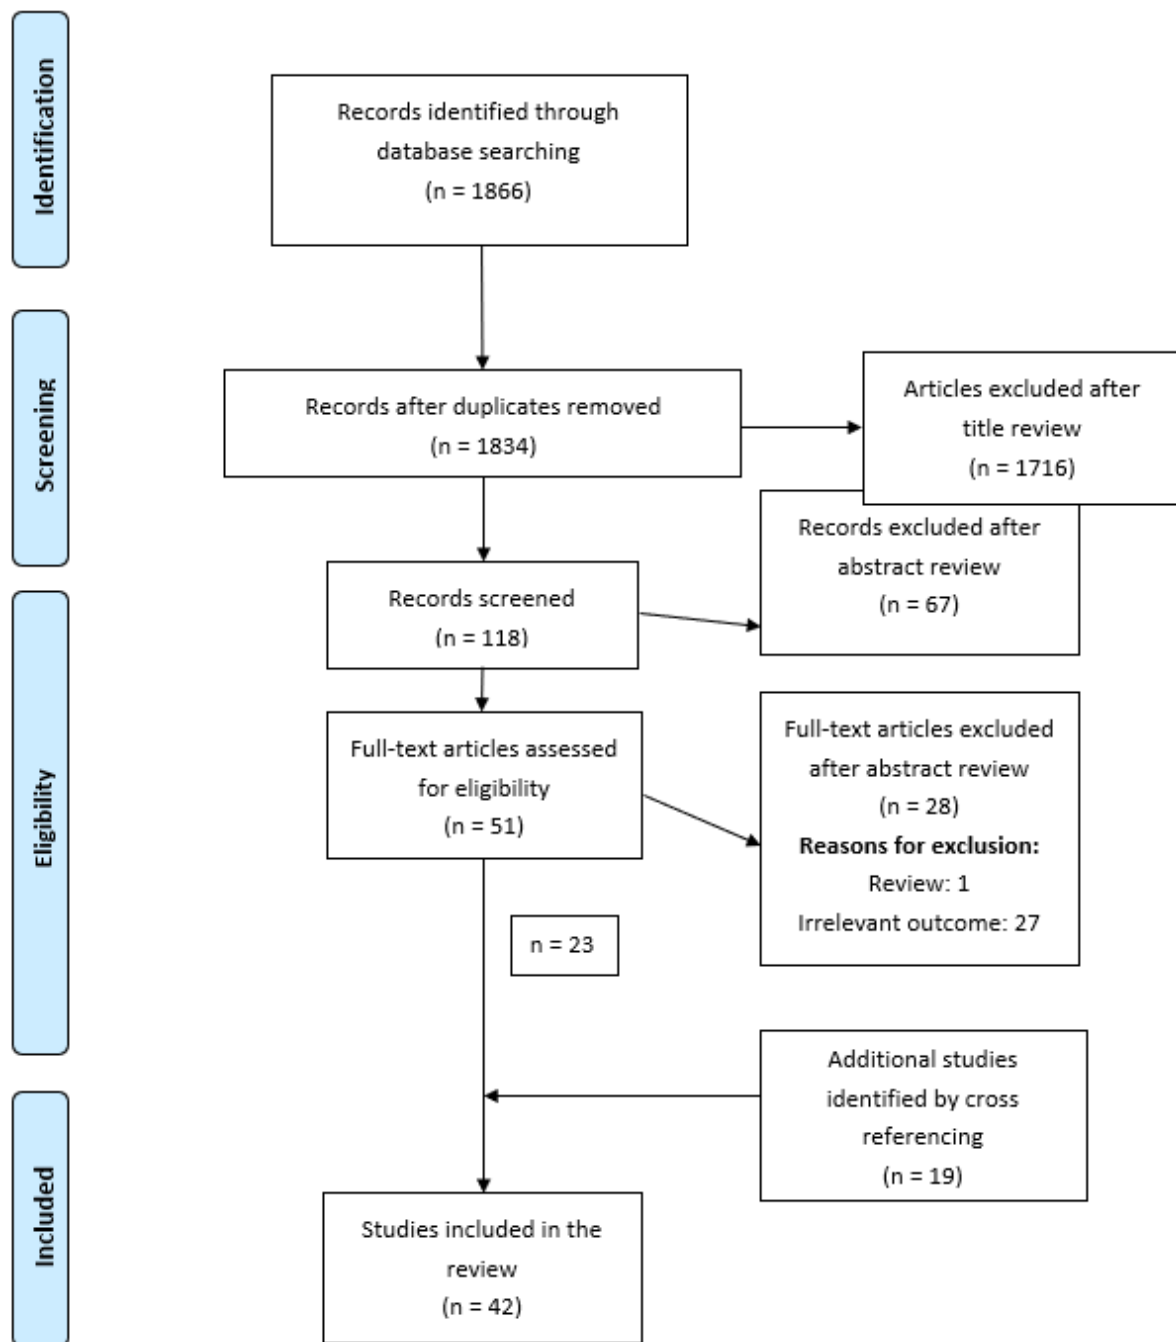 Identification
Records identified through
database searching
(n = 1866)
Screening
Records after duplicates removed
(n = 1834)
Articles excluded after
title review
(n = 1716)
Records screened
(n = 118)
Records excluded after
abstract review
(n = 67)
Eligibility
Full-text articles assessed
for eligibility
(n = 51)
Full-text articles excluded
after abstract review
(n = 28)
Reasons for exclusion:
Review: 1
Irrelevant outcome: 27
n = 23
Additional studies
identified by cross
referencing
(n = 19)
Included
Studies included in the
review
(n = 42)